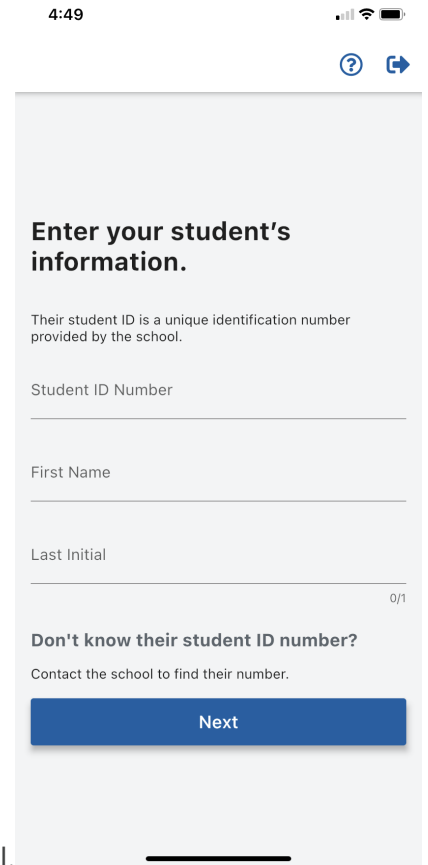 4:49
Enter your student's
information.
Their student ID is a unique identification number
provided by the school.
Student ID Number
First Name
Last Initial
0/1
Don't know their student ID number?
Contact the school to find their number.
Next